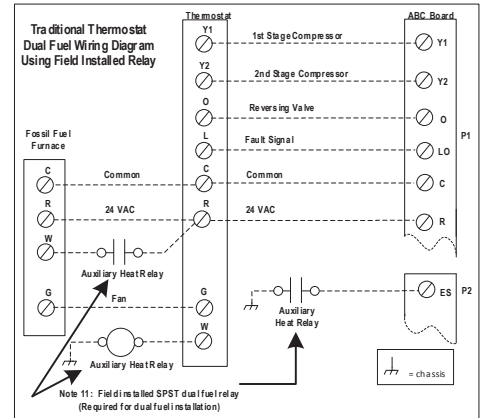 Traditional Thermostat
Dual Fuel Wiring Diagram
Using Field Installed Relay
Thermostat
ABC Board
Y1
1st Stage Compressor
Y1
Y2
2nd Stage Compressor
Y2
O
Reversing Valve
O
P1
L
Fault Signal
LO
Fossil Fuel
Furnace
C
Common
C
Common
C
R
24 VAC
R
24 VAC
R
W
Auxiliary Heat Relay
ES
P2
G
Fan
G
Auxiliary
Heat Relay
W
Auxiliary Heat Relay
= chassis
Note 11: Field installed SPST dual fuel relay
(Required for dual fuel installation)